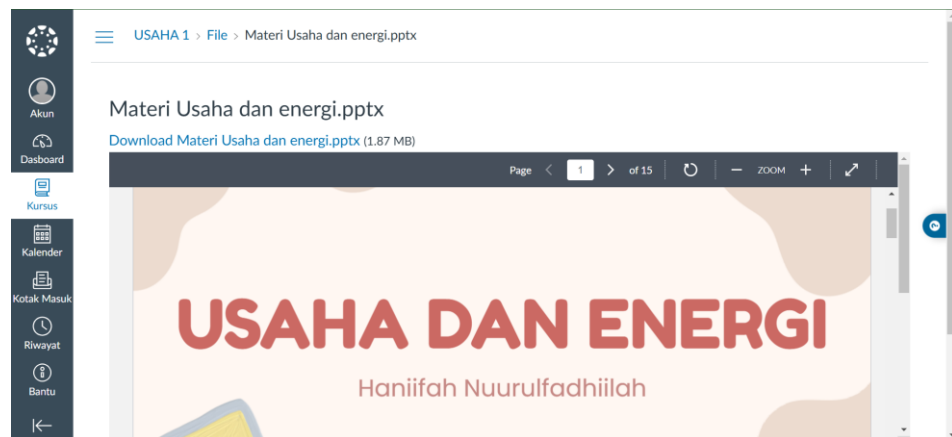 USAHA 1 > File > Materi Usaha dan energi.pptx
Akun
Dasboard
Kursus
Kalender
Kotak Masuk
Riwayat
Bantu
Materi Usaha dan energi.pptx
Download Materi Usaha dan energi.pptx (1.87 MB)
Page < 1 > of 15 − ZOOM +
USAHA DAN ENERGI
Haniifah Nuurulfadhiilah